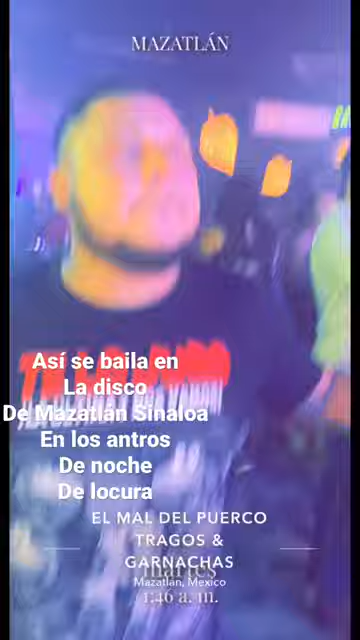 MAZATLÁN
Así se baila en
La disco
De Mazatlán Sinaloa
En los antros
De noche
De locura
EL MAL DEL PUERCO
TRAGOS &
GARNACHAS
martes
Mazatlán, Mexico
1:46 a. m.